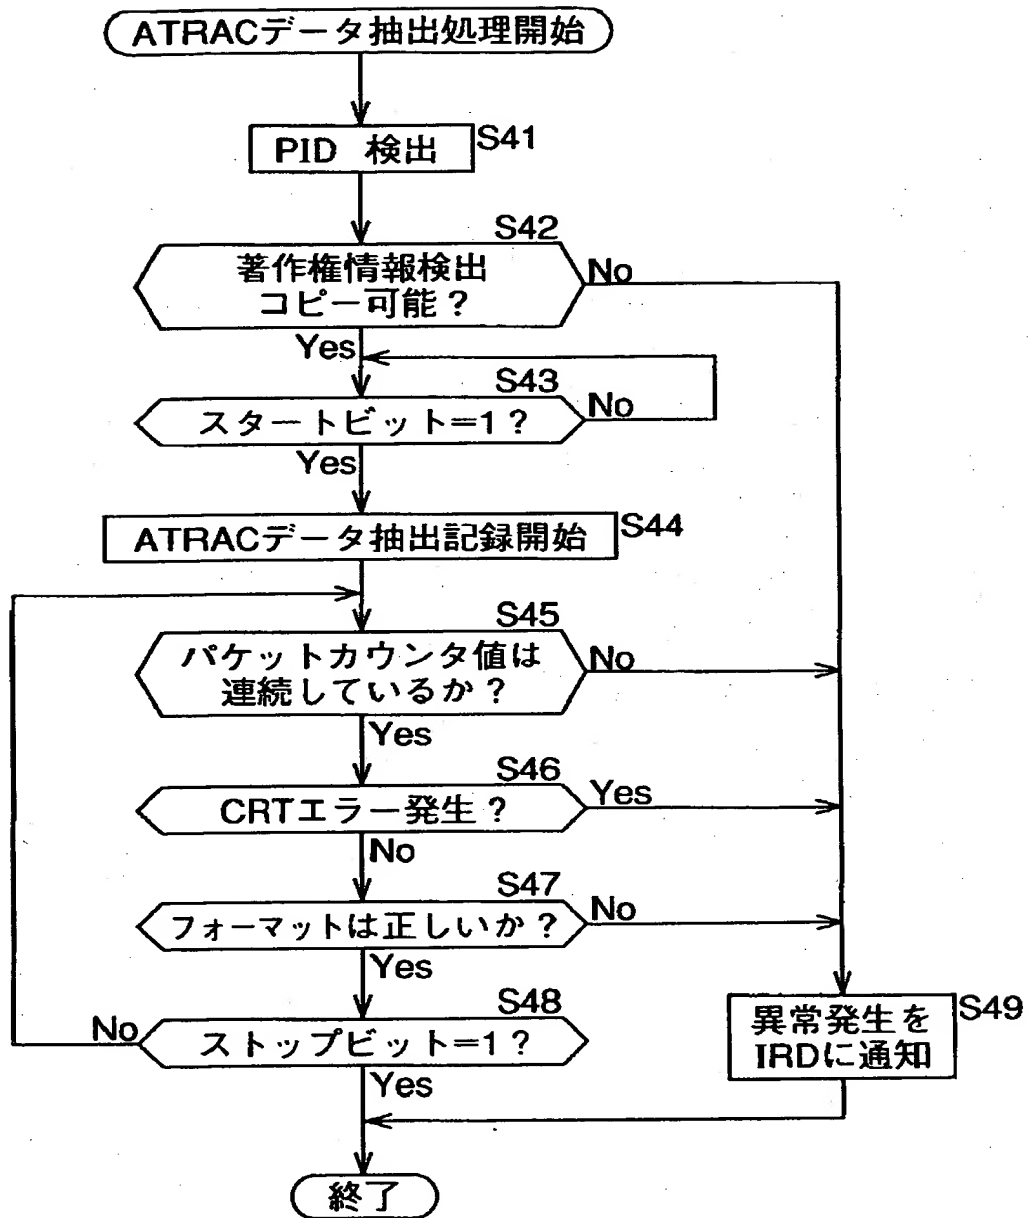 ATRACデータ抽出処理開始
PID 検出
S41
S42
著作権情報検出
コピー可能？
No
Yes
S43
スタートビット=1？
No
Yes
ATRACデータ抽出記録開始
S44
S45
パケットカウンタ値は
連続しているか？
No
Yes
S46
CRTエラー発生？
Yes
No
S47
フォーマットは正しいか？
No
Yes
S48
ストップビット=1？
No
Yes
異常発生を
IRDに通知
S49
終了